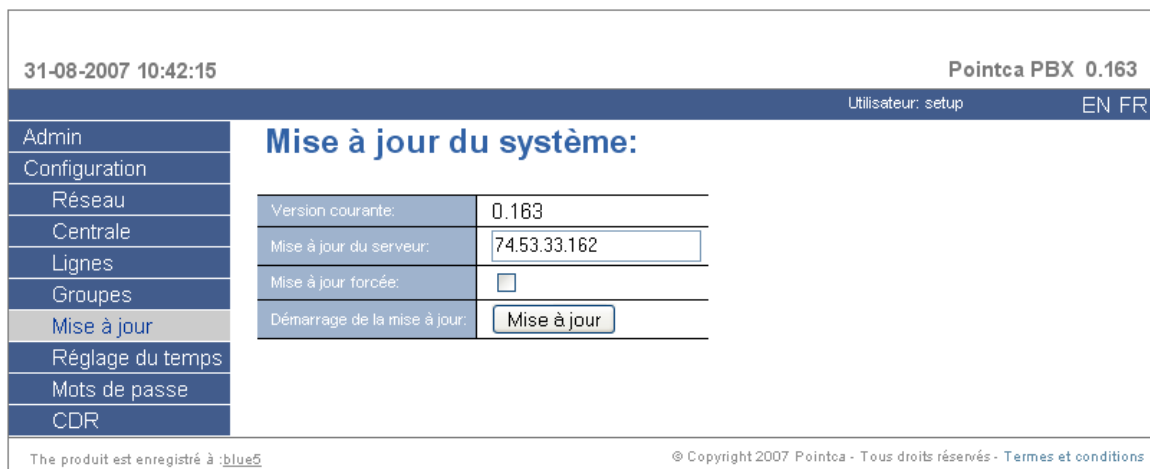 31-08-2007 10:42:15 Pointca PBX 0.163
Utilisateur: setup EN FR
Admin
Configuration
Réseau
Centrale
Lignes
Groupes
Mise à jour
Réglage du temps
Mots de passe
CDR
Mise à jour du système:
Version courante: 0.163
Mise à jour du serveur: 74.53.33.162
Mise à jour forcée:
Démarrage de la mise à jour: Mise à jour
The produit est enregistré à :blue5 © Copyright 2007 Pointca - Tous droits réservés - Termes et conditions